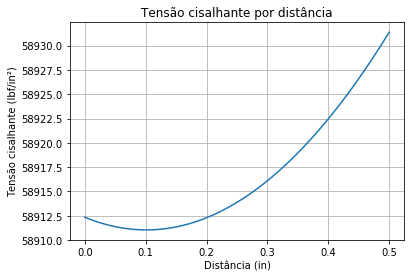 Tensão cisalhante por distância
Tensão cisalhante (lbf/in²)
58930.0
58927.5
58925.0
58922.5
58920.0
58917.5
58915.0
58912.5
58910.0
0.0 0.1 0.2 0.3 0.4 0.5
Distância (in)